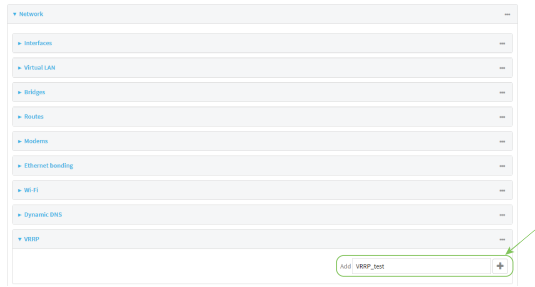 Network
Interfaces
Virtual LAN
Bridges
Routes
Modems
Ethernet bonding
Wi-Fi
Dynamic DNS
VRRP
Add VRRP_test